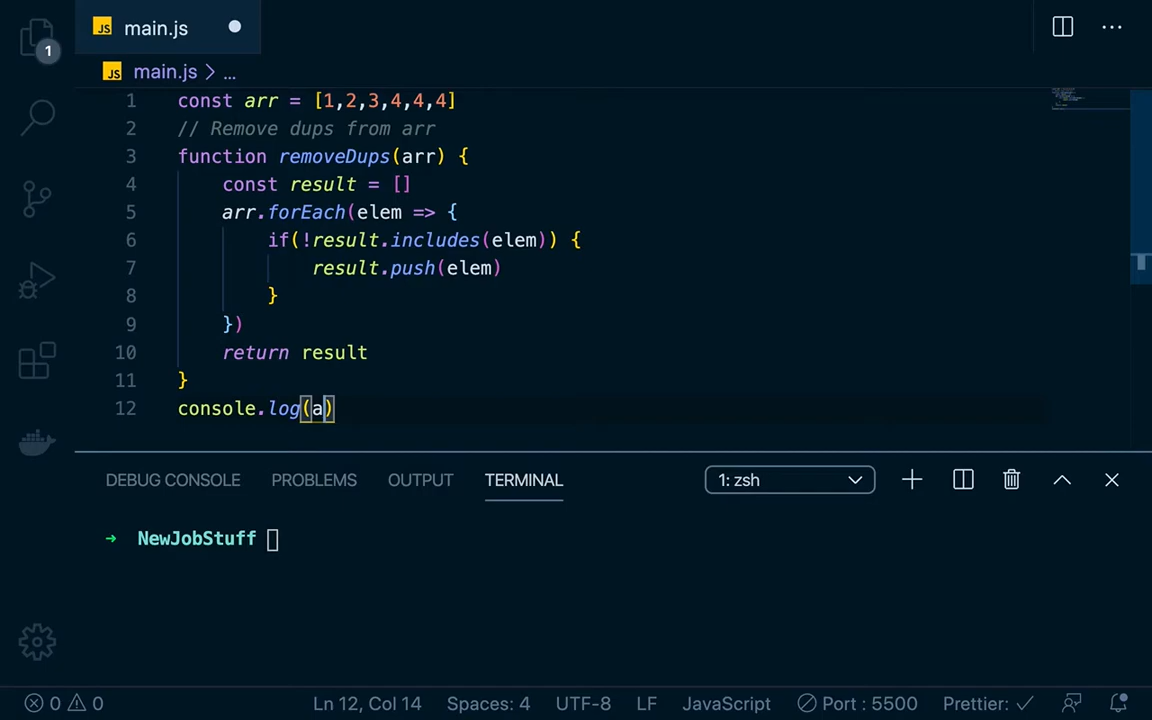 JS main.js
1
JS main.js > ...
1 const arr = [1,2,3,4,4,4]
2 // Remove dups from arr
3 function removeDups(arr) {
4 const result = []
5 arr.forEach(elem => {
6 if(!result.includes(elem)) {
7 result.push(elem)
8 }
9 })
10 return result
11 }
12 console.log(a)
DEBUG CONSOLE PROBLEMS OUTPUT TERMINAL 1: zsh
→ NewJobStuff
0 0 Ln 12, Col 14 Spaces: 4 UTF-8 LF JavaScript Port : 5500 Prettier: ✓